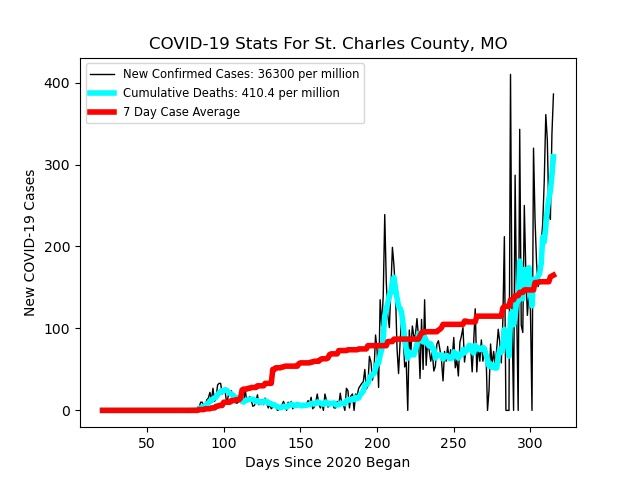 COVID-19 Stats For St. Charles County, MO
New Confirmed Cases: 36300 per million
Cumulative Deaths: 410.4 per million
7 Day Case Average
New COVID-19 Cases
400
300
200
100
0
50 100 150 200 250 300
Days Since 2020 Began